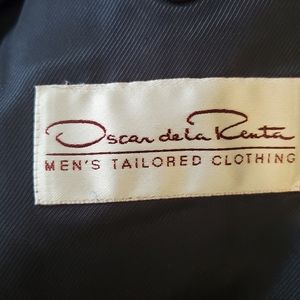 Oscar de la Renta
MEN'S TAILORED CLOTHING